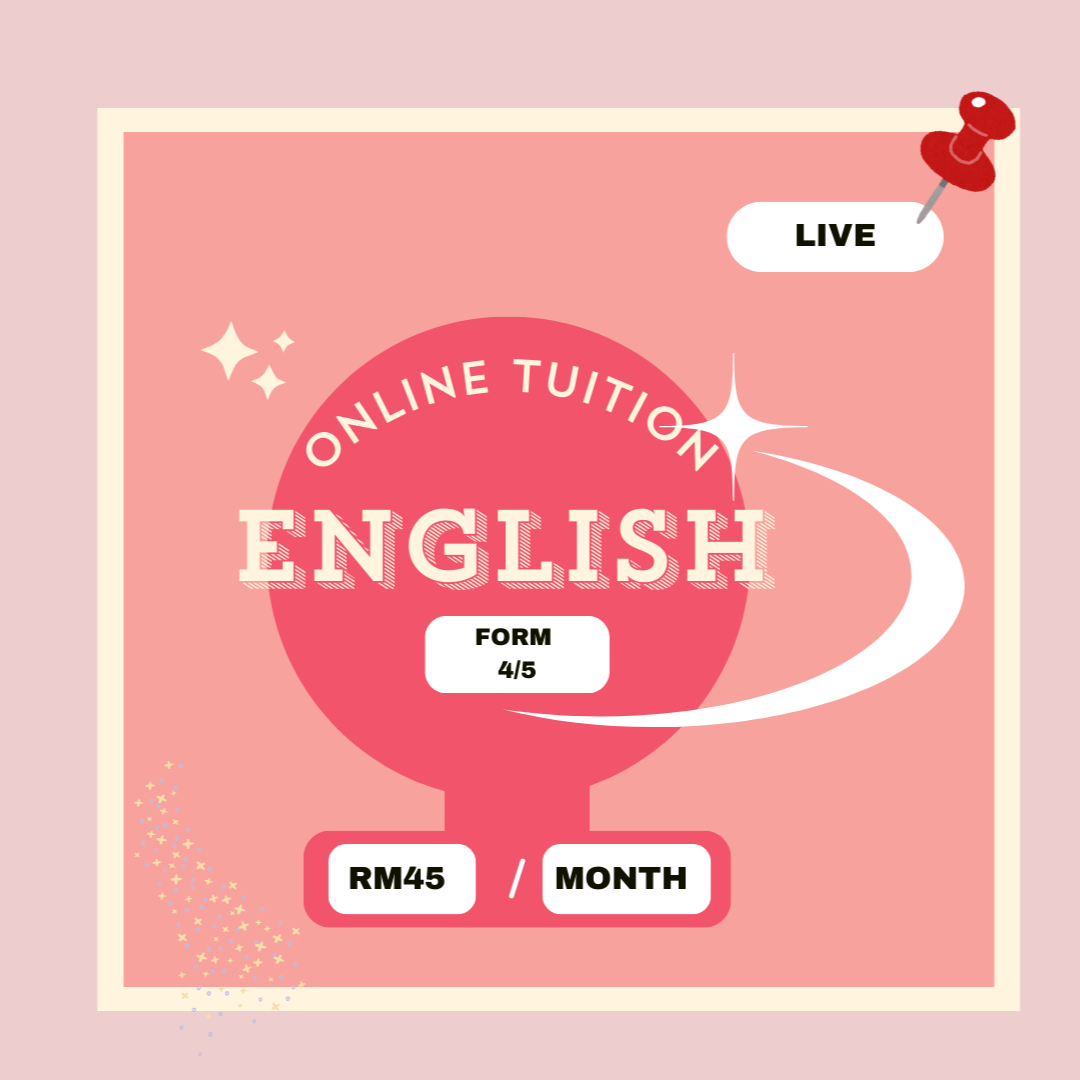 LIVE
ONLINE TUITION
ENGLISH
FORM
4/5
RM45 / MONTH